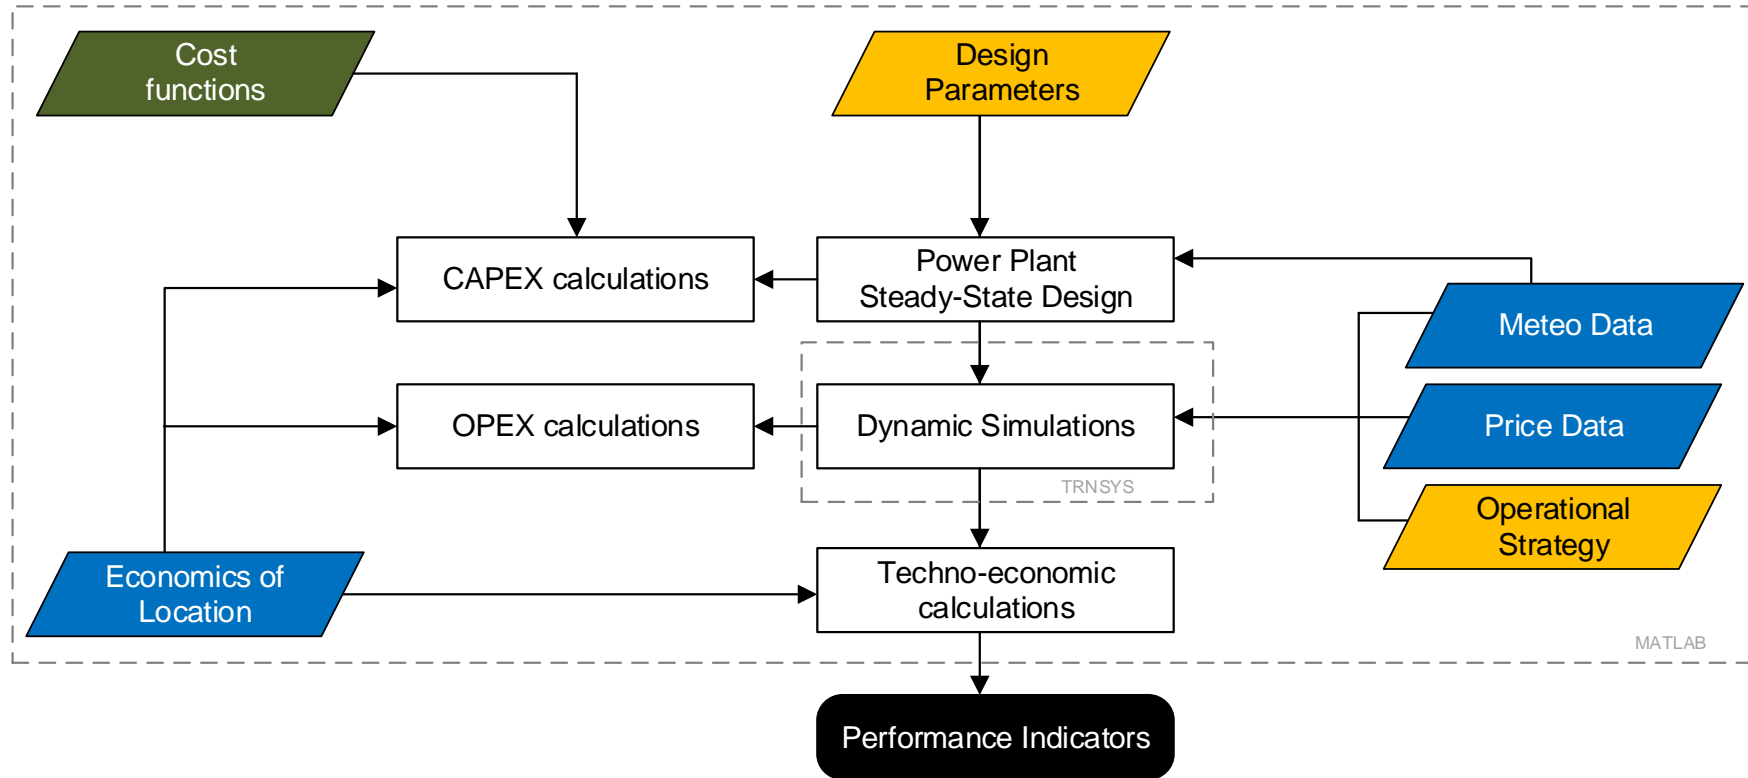 Cost
functions
Design
Parameters
CAPEX calculations
Power Plant
Steady-State Design
Meteo Data
OPEX calculations
Dynamic Simulations
Price Data
TRNSYS
Operational
Strategy
Economics of
Location
Techno-economic
calculations
MATLAB
Performance Indicators